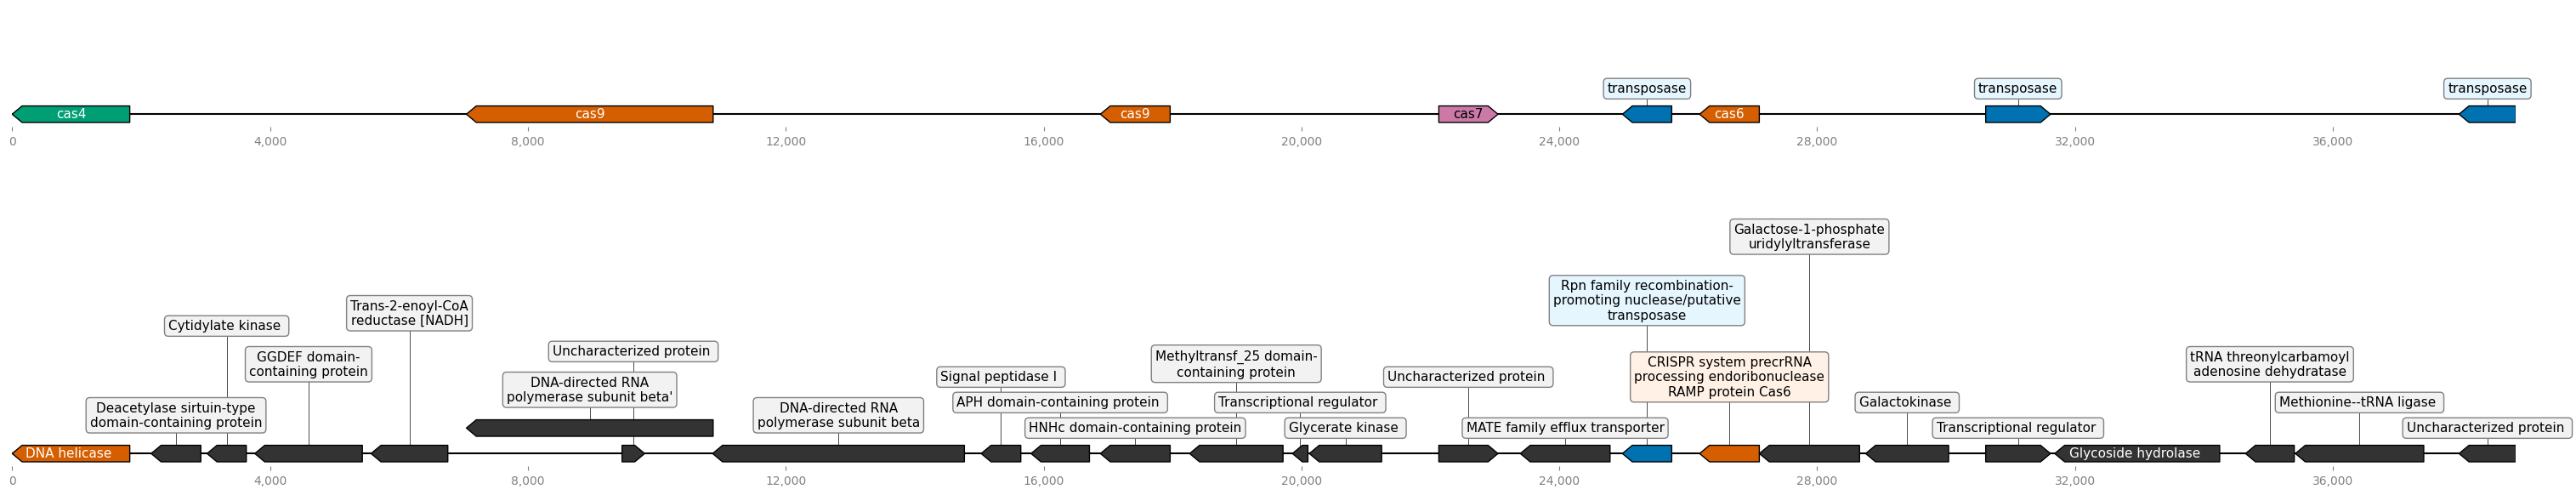 transposase
transposase
transposase
cas4
cas9
cas9
cas7
cas6
0
4,000
8,000
12,000
16,000
20,000
24,000
28,000
32,000
36,000
Galactose-1-phosphate
uridylyltransferase
Rpn family recombination-
promoting nuclease/putative
transposase
Trans-2-enoyl-CoA
reductase [NADH]
Cytidylate kinase
Uncharacterized protein
GGDEF domain-
containing protein
Methyltransf_25 domain-
containing protein
tRNA threonylcarbamoyl
adenosine dehydratase
CRISPR system precrRNA
processing endoribonuclease
RAMP protein Cas6
Signal peptidase I
Uncharacterized protein
DNA-directed RNA
polymerase subunit beta'
APH domain-containing protein
Transcriptional regulator
Galactokinase
Methionine--tRNA ligase
Deacetylase sirtuin-type
domain-containing protein
DNA-directed RNA
polymerase subunit beta
HNHc domain-containing protein
Glycerate kinase
MATE family efflux transporter
Transcriptional regulator
Uncharacterized protein
DNA helicase
Glycoside hydrolase
0
4,000
8,000
12,000
16,000
20,000
24,000
28,000
32,000
36,000